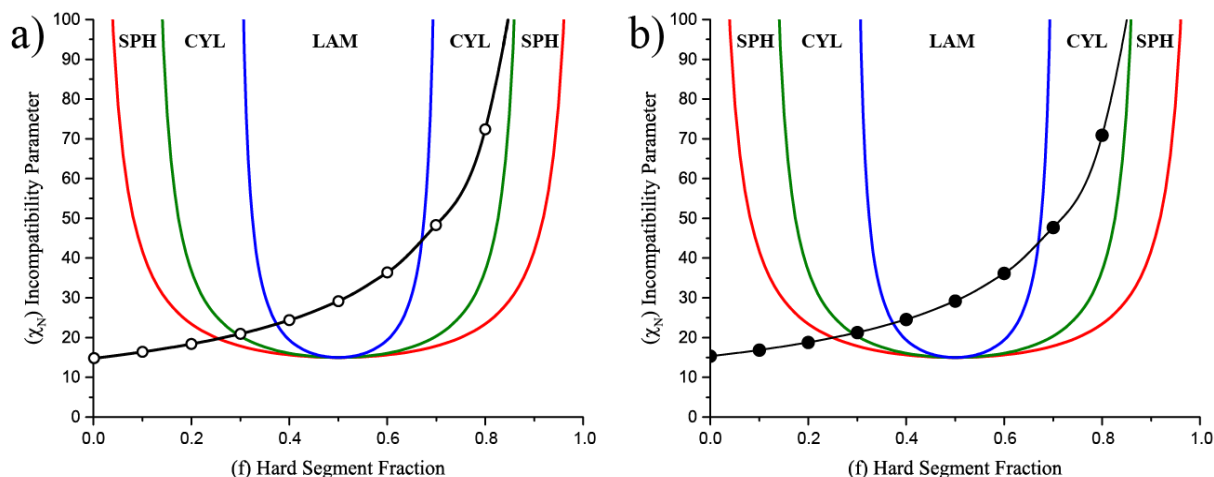 a)
(χN) Incompatibility Parameter
100
90
80
70
60
50
40
30
20
10
0
SPH CYL LAM CYL SPH
0.0 0.2 0.4 0.6 0.8 1.0
(f) Hard Segment Fraction
b)
(χN) Incompatibility Parameter
100
90
80
70
60
50
40
30
20
10
0
SPH CYL LAM CYL SPH
0.0 0.2 0.4 0.6 0.8 1.0
(f) Hard Segment Fraction